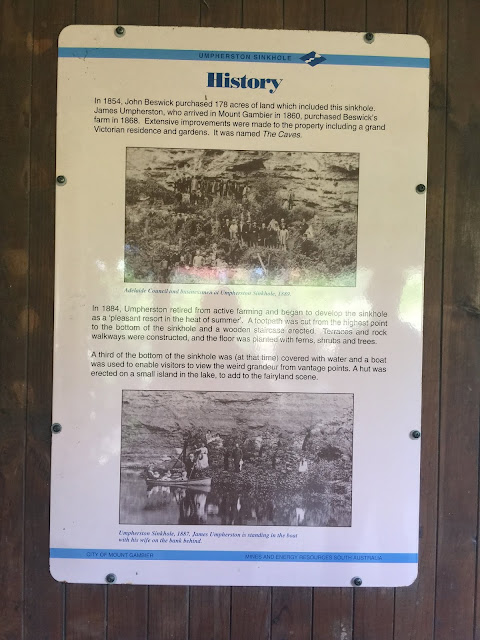 UMPHERSTON SINKHOLE
History
In 1854, John Beswick purchased 178 acres of land which included this sinkhole.
James Umpherston, who arrived in Mount Gambier in 1860, purchased Beswick's
farm in 1868. Extensive improvements were made to the property including a grand
Victorian residence and gardens. It was named The Caves.
Adelaide Council and Businessmen at Umpherston Sinkhole, 1889.
In 1884, Umpherston retired from active farming and began to develop the sinkhole
as a 'pleasant resort in the heat of summer'. A footpath was cut from the highest point
to the bottom of the sinkhole and a wooden staircase erected. Terraces and rock
walkways were constructed, and the floor was planted with ferns, shrubs and trees.
A third of the bottom of the sinkhole was (at that time) covered with water and a boat
was used to enable visitors to view the weird grandeur from vantage points. A hut was
erected on a small island in the lake, to add to the fairyland scene.
Umpherston Sinkhole, 1887. James Umpherston is standing in the boat
with his wife on the bank behind.
CITY OF MOUNT GAMBIER
MINES AND ENERGY RESOURCES SOUTH AUSTRALIA